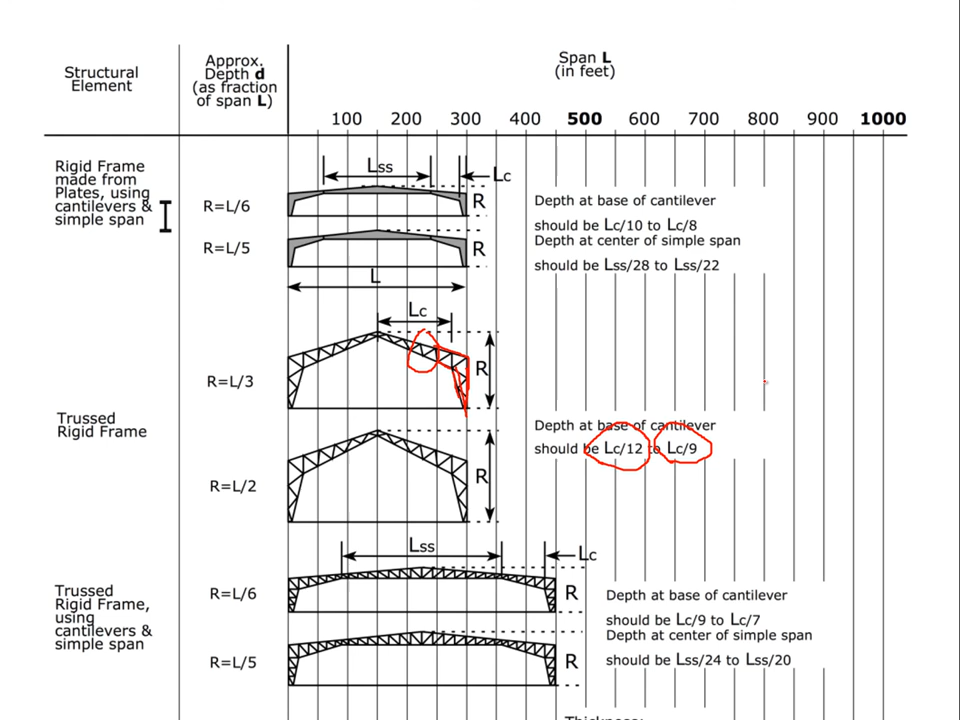 Structural
Element
Approx.
Depth d
(as fraction
of span L)
Span L
(in feet)
100 200 300 400 500 600 700 800 900 1000
Rigid Frame
made from
Plates, using
cantilevers &
simple span
R=L/6
R=L/5
Lss
Lc
R
R
L
Depth at base of cantilever
should be Lc/10 to Lc/8
Depth at center of simple span
should be Lss/28 to Lss/22
Trussed
Rigid Frame
R=L/3
R=L/2
Lc
R
R
Depth at base of cantilever
should be Lc/12 to Lc/9
Trussed
Rigid Frame,
using
cantilevers &
simple span
R=L/6
R=L/5
Lss
Lc
R
R
Depth at base of cantilever
should be Lc/9 to Lc/7
Depth at center of simple span
should be Lss/24 to Lss/20
Thickness: